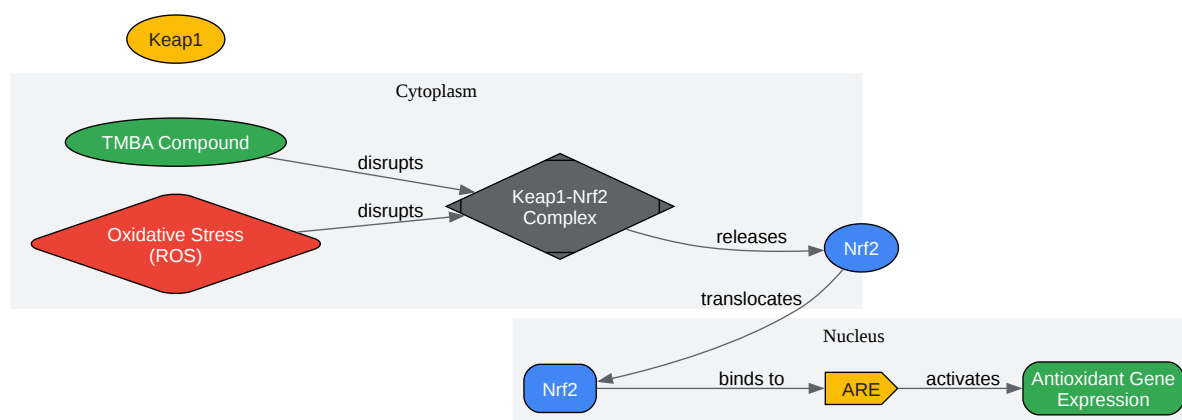 Keap1
Cytoplasm
TMBA Compound
disrupts
Keap1-Nrf2
Complex
Oxidative Stress
(ROS)
disrupts
releases
Nrf2
translocates
Nucleus
Nrf2
binds to
ARE
activates
Antioxidant Gene
Expression